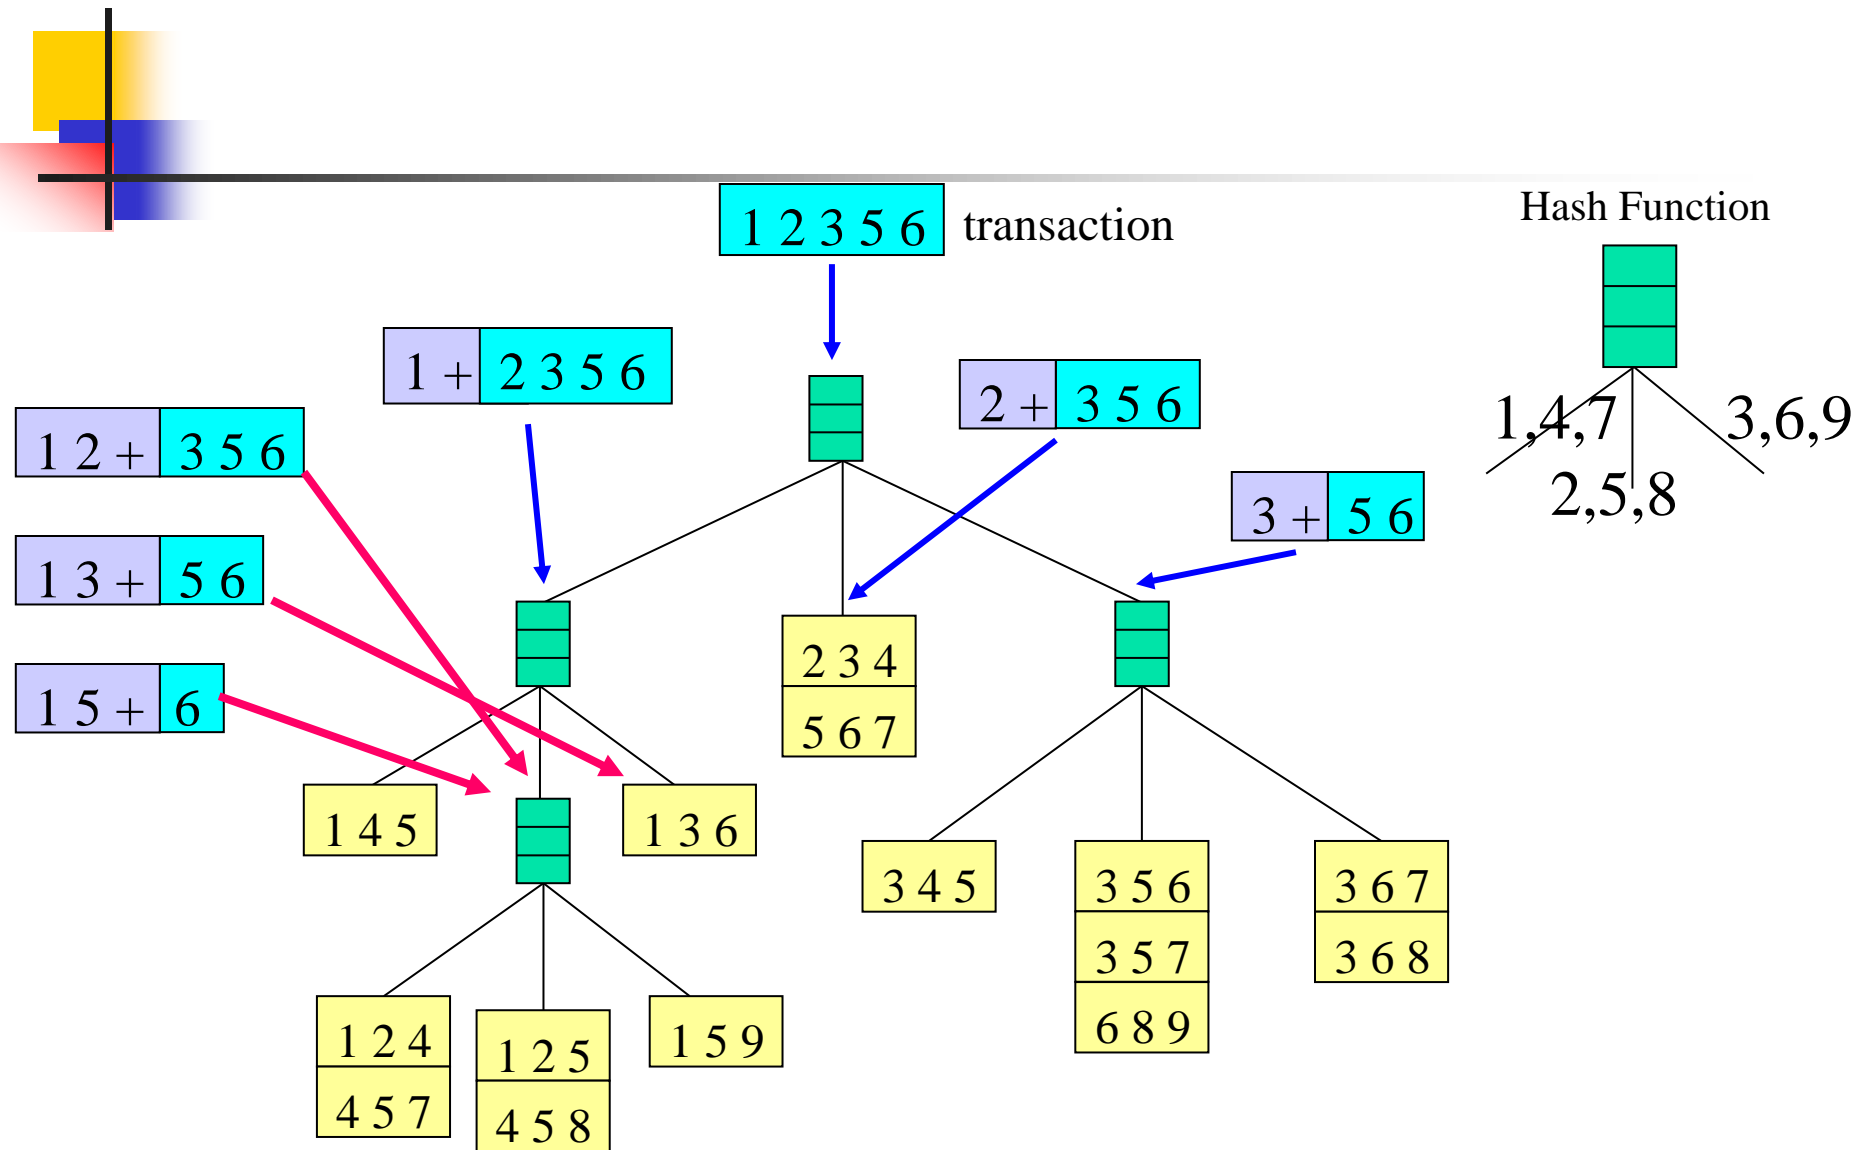 1 2 3 5 6 transaction
Hash Function
1 + 2 3 5 6
2 + 3 5 6
1,4,7 3,6,9
1 2 + 3 5 6
2,5,8
3 + 5 6
1 3 + 5 6
1 5 + 6
2 3 4
5 6 7
1 4 5
1 3 6
3 4 5
3 5 6
3 6 7
3 5 7
3 6 8
6 8 9
1 2 4
1 2 5
1 5 9
4 5 7
4 5 8